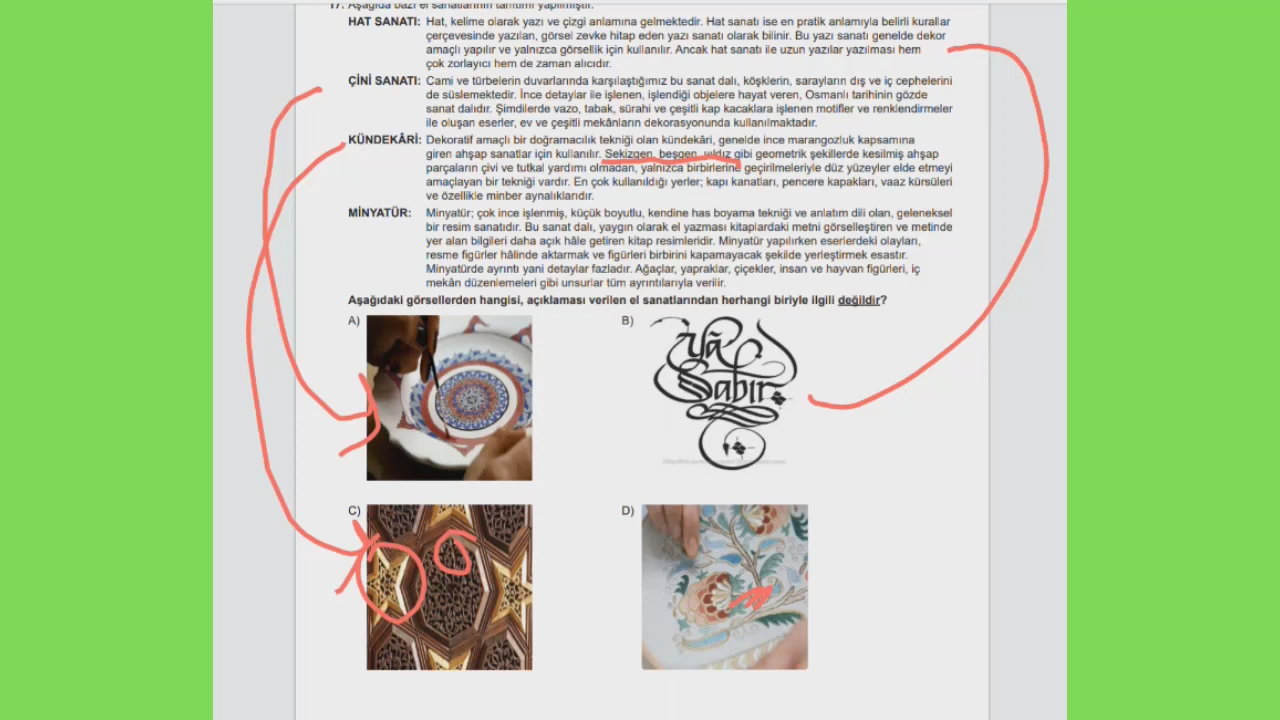 17. Aşağıda bazı el sanatlarının tanıtımı yapılmıştır.
HAT SANATI: Hat, kelime olarak yazı ve çizgi anlamına gelmektedir. Hat sanatı ise en pratik anlamıyla belirli kurallar
çerçevesinde yazılan, görsel zevke hitap eden yazı sanatı olarak bilinir. Bu yazı sanatı genelde dekor
amaçlı yapılır ve yalnızca görsellik için kullanılır. Ancak hat sanatı ile uzun yazılar yazılması hem
çok zorlayıcı hem de zaman alıcıdır.
ÇİNİ SANATI: Cami ve türbelerin duvarlarında karşılaştığımız bu sanat dalı, köşklerin, sarayların dış ve iç cephelerini
de süslemektedir. İnce detaylar ile işlenen, işlendiği objelere hayat veren, Osmanlı tarihinin gözde
sanat dalıdır. Şimdilerde vazo, tabak, sürahi ve çeşitli kap kacaklara işlenen motifler ve renklendirmeler
ile oluşan eserler, ev ve çeşitli mekânların dekorasyonunda kullanılmaktadır.
KÜNDEKÂRİ: Dekoratif amaçlı bir doğramacılık tekniği olan kündekâri, genelde ince marangozluk kapsamına
giren ahşap sanatlar için kullanılır. Sekizgen, beşgen, yıldız gibi geometrik şekillerde kesilmiş ahşap
parçaların çivi ve tutkal yardımı olmadan, yalnızca birbirlerine geçirilmeleriyle düz yüzeyler elde etmeyi
amaçlayan bir tekniği vardır. En çok kullanıldığı yerler; kapı kanatları, pencere kapakları, vaaz kürsüleri
ve özellikle minber aynalıklarıdır.
MİNYATÜR: Minyatür; çok ince işlenmiş, küçük boyutlu, kendine has boyama tekniği ve anlatım dili olan, geleneksel
bir resim sanatıdır. Bu sanat dalı, yaygın olarak el yazması kitaplardaki metni görselleştiren ve metinde
yer alan bilgileri daha açık hâle getiren kitap resimleridir. Minyatür yapılırken eserlerdeki olayları,
resme figürler hâlinde aktarmak ve figürleri birbirini kapamayacak şekilde yerleştirmek esastır.
Minyatürde ayrıntı yani detaylar fazladır. Ağaçlar, yapraklar, çiçekler, insan ve hayvan figürleri, iç
mekân düzenlemeleri gibi unsurlar tüm ayrıntılarıyla verilir.
Aşağıdaki görsellerden hangisi, açıklaması verilen el sanatlarından herhangi biriyle ilgili değildir?
A)
B)
Yâ
Sabır
C)
D)